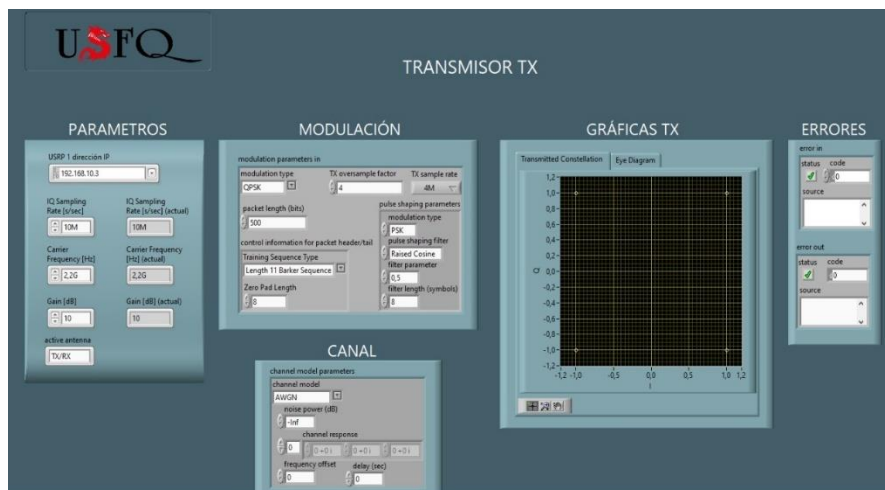 USFQ
TRANSMISOR TX
PARAMETROS
USRP 1 dirección IP
192.168.10.3
IQ Sampling
Rate [s/sec]
10M
IQ Sampling
Rate [s/sec] (actual)
10M
Carrier
Frequency [Hz]
2,2G
Carrier Frequency
[Hz] (actual)
2,2G
Gain [dB]
10
Gain [dB] (actual)
10
active antenna
TX/RX
MODULACIÓN
modulation parameters in
modulation type
QPSK
TX oversample factor
4
TX sample rate
4M
packet length (bits)
500
control information for packet header/tail
Training Sequence Type
Length 11 Barker Sequence
Zero Pad Length
8
pulse shaping parameters
modulation type
PSK
pulse shaping filter
Raised Cosine
filter parameter
0,5
filter length (symbols)
8
CANAL
channel model parameters
channel model
AWGN
noise power (dB)
-Inf
channel response
0
0 +0 i
0 +0 i
0 +0 i
frequency offset
0
delay (sec)
0
GRÁFICAS TX
Transmitted Constellation
Eye Diagram
1,2
1,0
0,8
0,6
0,4
0,2
0,0
-0,2
-0,4
-0,6
-0,8
-1,0
-1,2
Q
-1,2 -1,0 -0,5 0,0 0,5 1,0 1,2
I
ERRORES
error in
status code
0
source
error out
status code
0
source